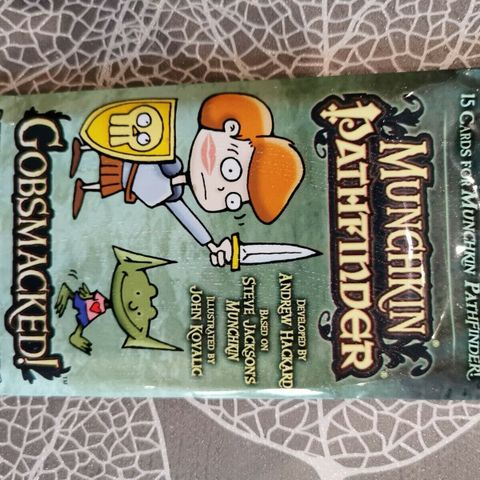 15 CARDS FOR MUNCHKIN PATHFINDER!
MUNCHKIN®
PATHFINDER®
DEVELOPED BY
ANDREW HACKARD
BASED ON
STEVE JACKSON'S
MUNCHKIN
ILLUSTRATED BY
JOHN KOVALIC
GOBSMACKED!™